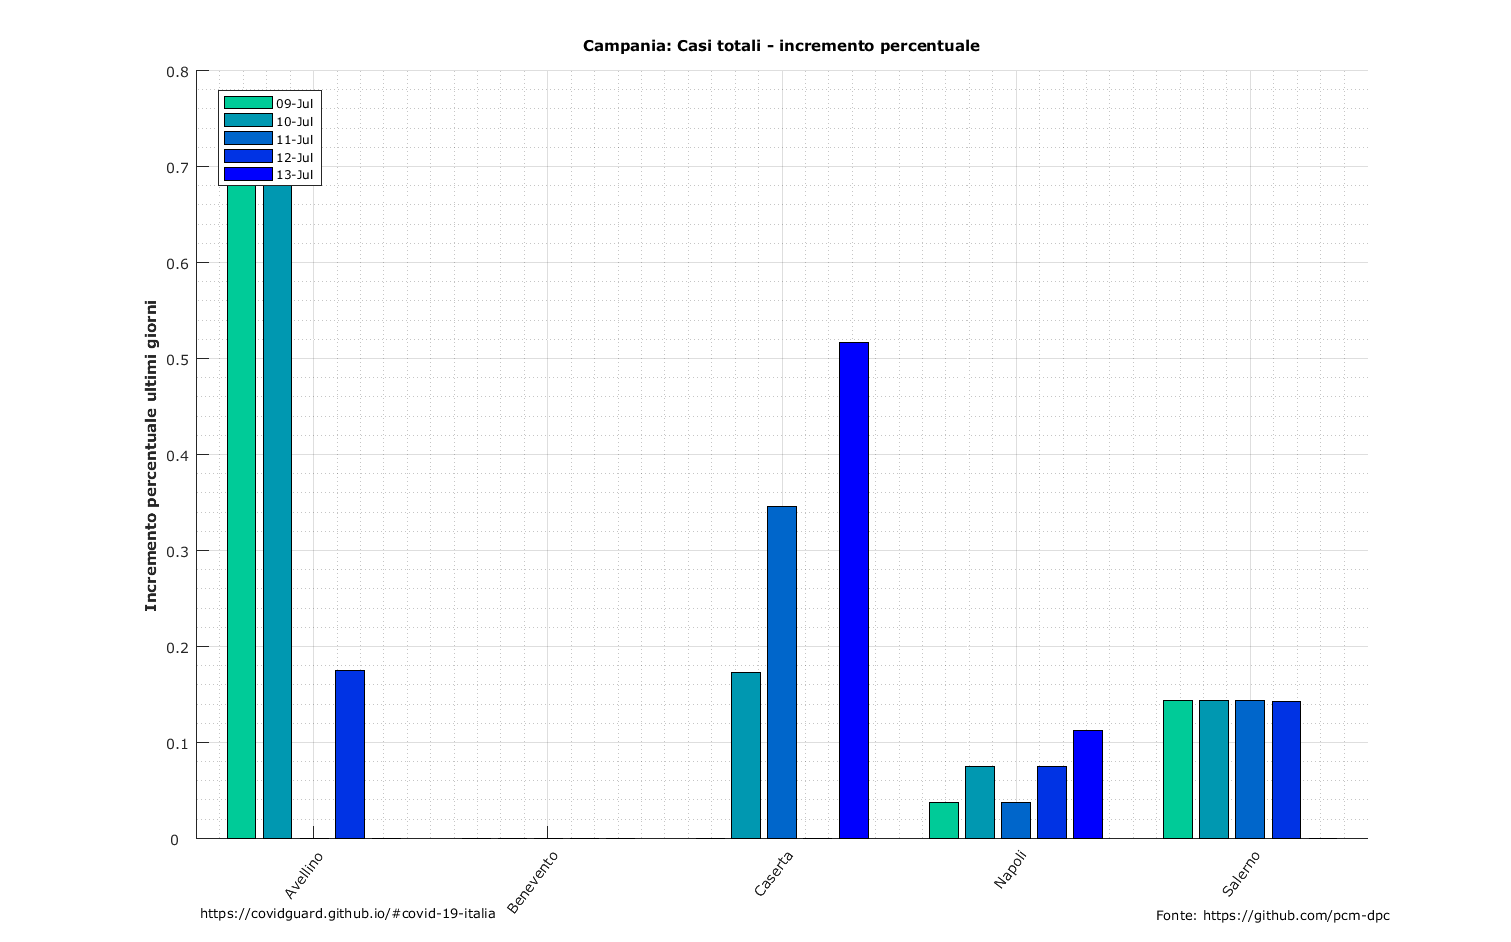 Campania: Casi totali - incremento percentuale
Incremento percentuale ultimi giorni
0.8
0.7
0.6
0.5
0.4
0.3
0.2
0.1
0
09-Jul
10-Jul
11-Jul
12-Jul
13-Jul
Avellino
Benevento
Caserta
Napoli
Salerno
https://covidguard.github.io/#covid-19-italia
Fonte: https://github.com/pcm-dpc